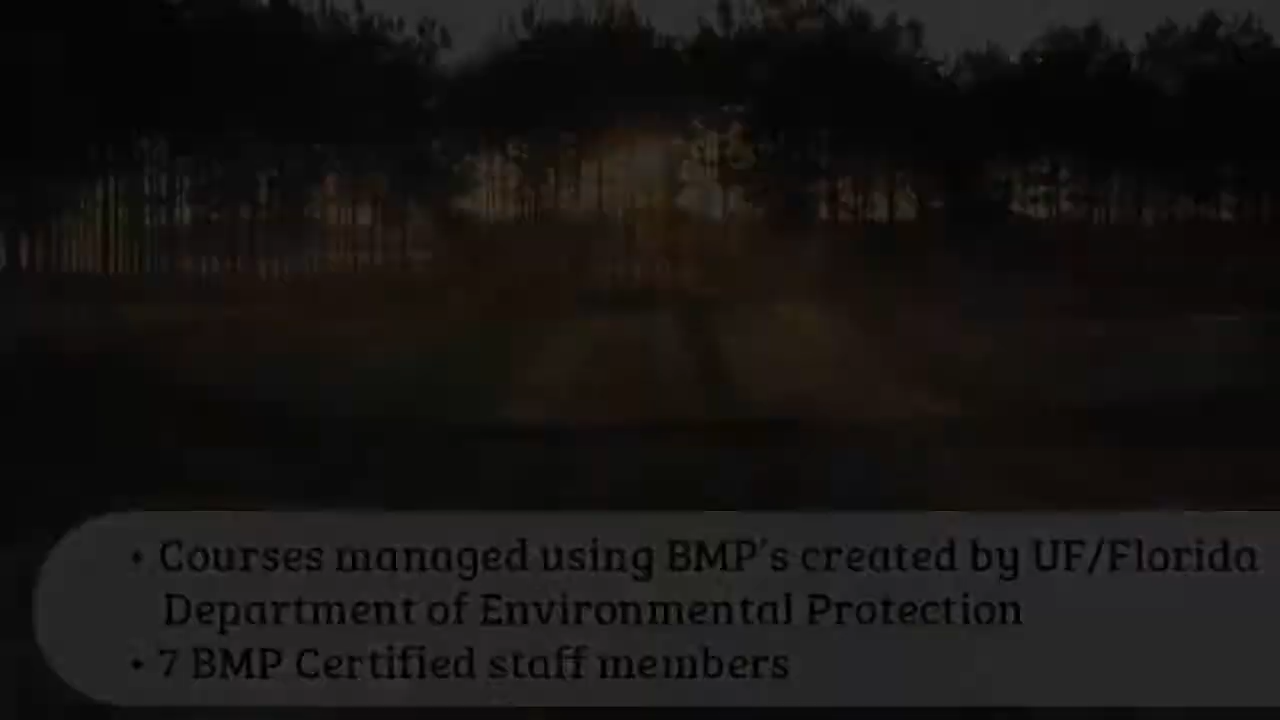 • Courses managed using BMP's created by UF/Florida
Department of Environmental Protection
• 7 BMP Certified staff members